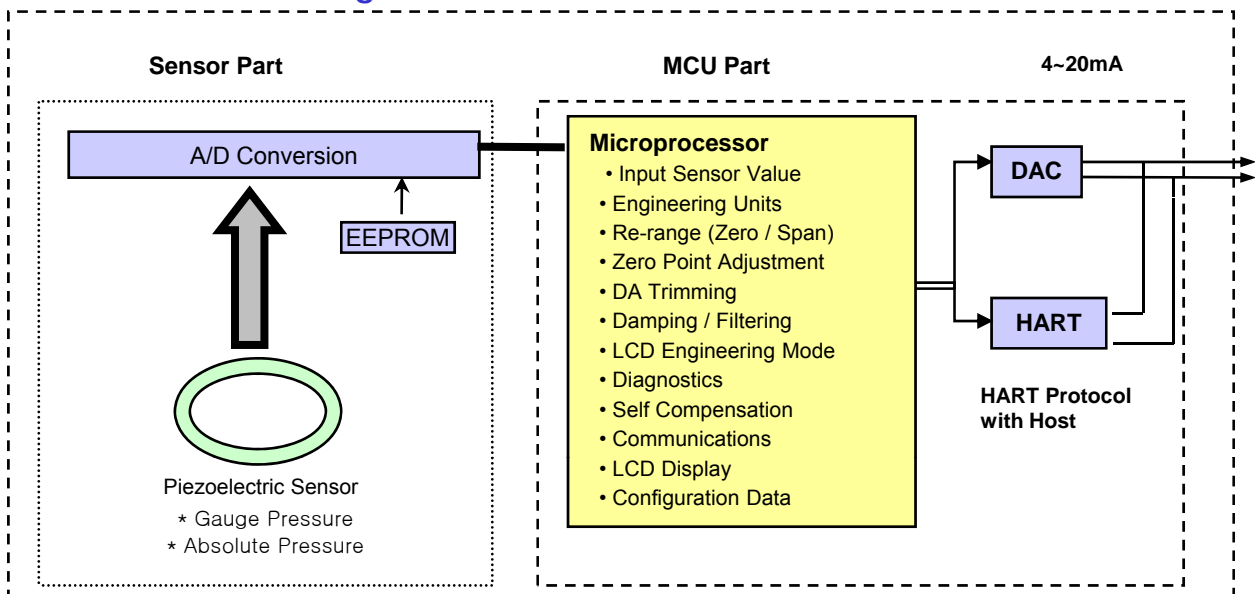 Sensor Part
MCU Part
4~20mA
A/D Conversion
EEPROM
Piezoelectric Sensor
* Gauge Pressure
* Absolute Pressure
Microprocessor
• Input Sensor Value
• Engineering Units
• Re-range (Zero / Span)
• Zero Point Adjustment
• DA Trimming
• Damping / Filtering
• LCD Engineering Mode
• Diagnostics
• Self Compensation
• Communications
• LCD Display
• Configuration Data
DAC
HART
HART Protocol
with Host